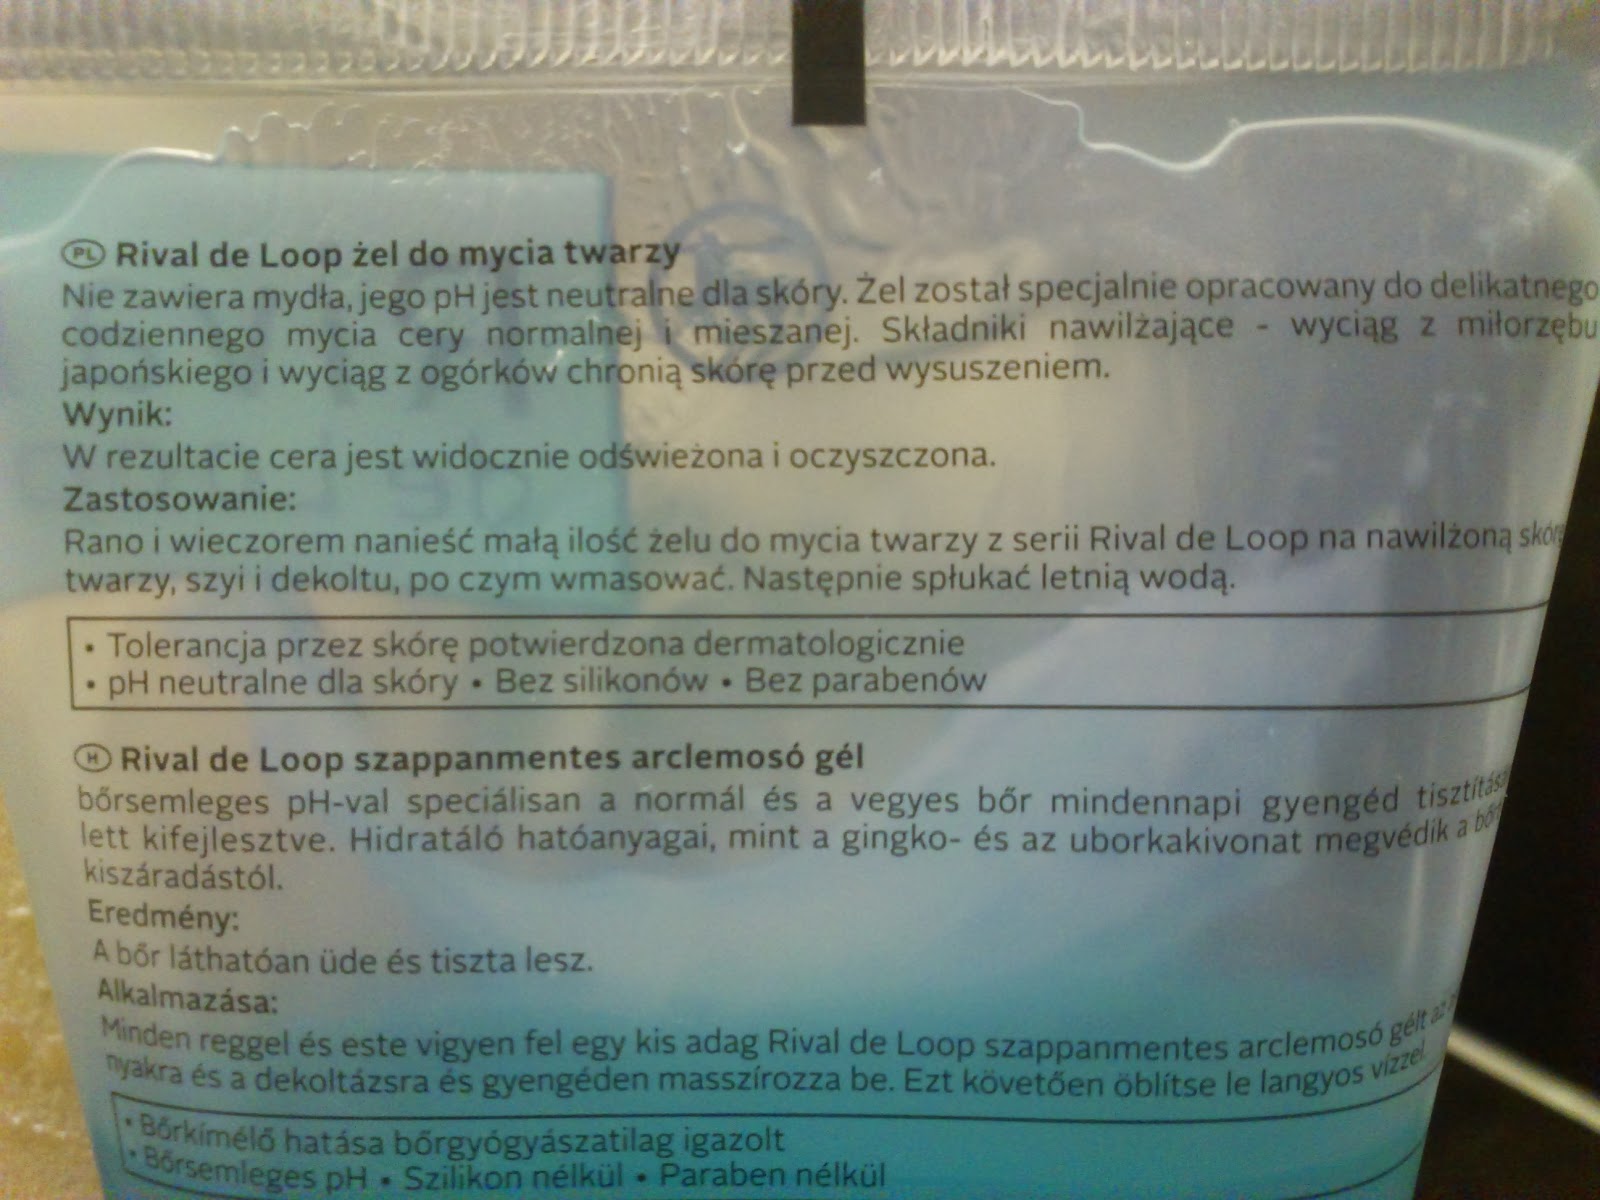 PL Rival de Loop żel do mycia twarzy
Nie zawiera mydła, jego pH jest neutralne dla skóry. Żel został specjalnie opracowany do delikatnego
codziennego mycia cery normalnej i mieszanej. Składniki nawilżające - wyciąg z miłorzębu
japońskiego i wyciąg z ogórków chronią skórę przed wysuszeniem.
Wynik:
W rezultacie cera jest widocznie odświeżona i oczyszczona.
Zastosowanie:
Rano i wieczorem nanieść małą ilość żelu do mycia twarzy z serii Rival de Loop na nawilżoną skórę
twarzy, szyi i dekoltu, po czym wmasować. Następnie spłukać letnią wodą.
• Tolerancja przez skórę potwierdzona dermatologicznie
• pH neutralne dla skóry • Bez silikonów • Bez parabenów
H Rival de Loop szappanmentes arclemosó gél
bőrsemleges pH-val speciálisan a normál és a vegyes bőr mindennapi gyengéd
lett kifejlesztve. Hidratáló hatóanyagai, mint a gingko- és az uborkakivonat megvédik a
kiszáradástól.
Eredmény:
A bőr láthatóan üde és tiszta lesz.
Alkalmazása:
Minden reggel és este vigyen fel egy kis adag Rival de Loop szappanmentes arclemosó gélt az
nyakra és a dekoltázsra és gyengéden masszírozza be. Ezt követően öblítse le langyos vízzel.
• Bőrkímélő hatása bőrgyógyászatilag igazolt
• Bőrsemleges pH • Szilikon nélkül • Paraben nélkül